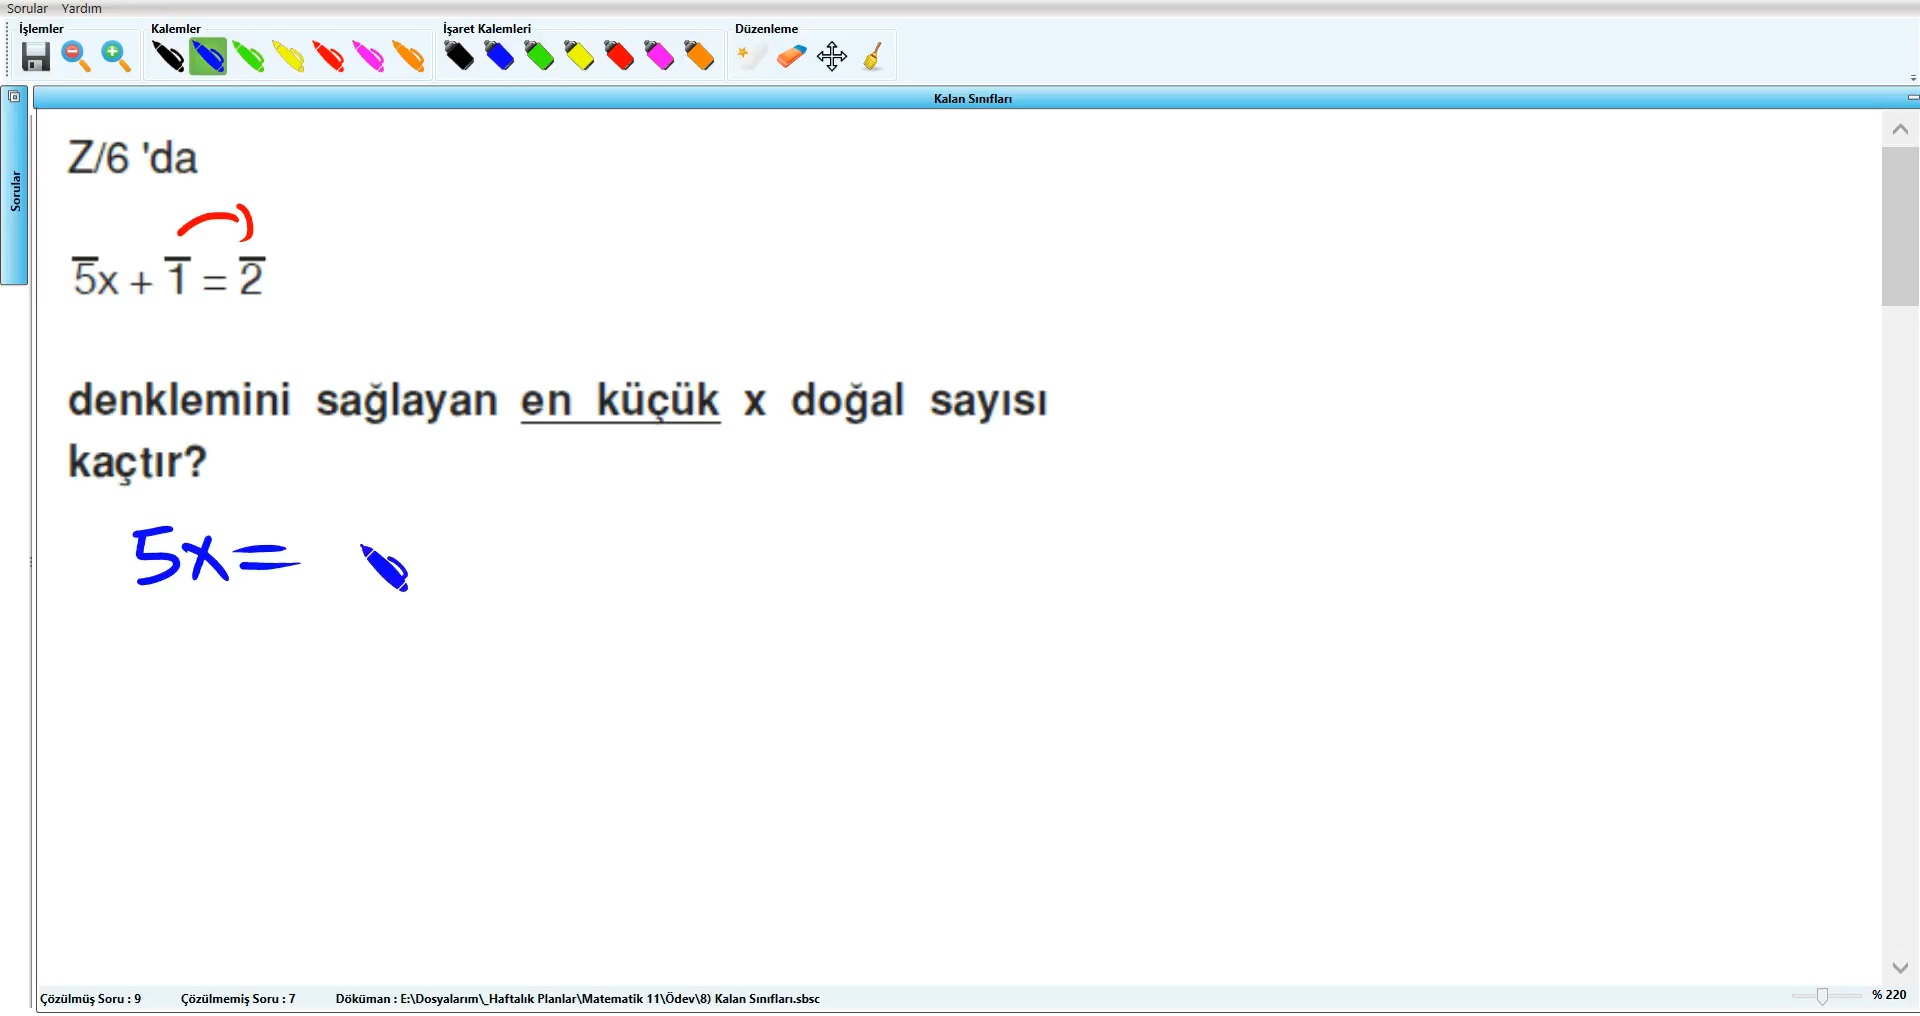 Sorular Yardım
İşlemler Kalemler İşaret Kalemleri Düzenleme
Kalan Sınıfları
Sorular
Z/6 'da
5̅x + 1̅ = 2̅
denklemini sağlayan en küçük x doğal sayısı
kaçtır?
5x=
Çözülmüş Soru : 9 Çözülmemiş Soru : 7 Döküman : E:\Dosyalarım\_Haftalık Planlar\Matematik 11\Ödev\8) Kalan Sınıfları.sbsc % 220